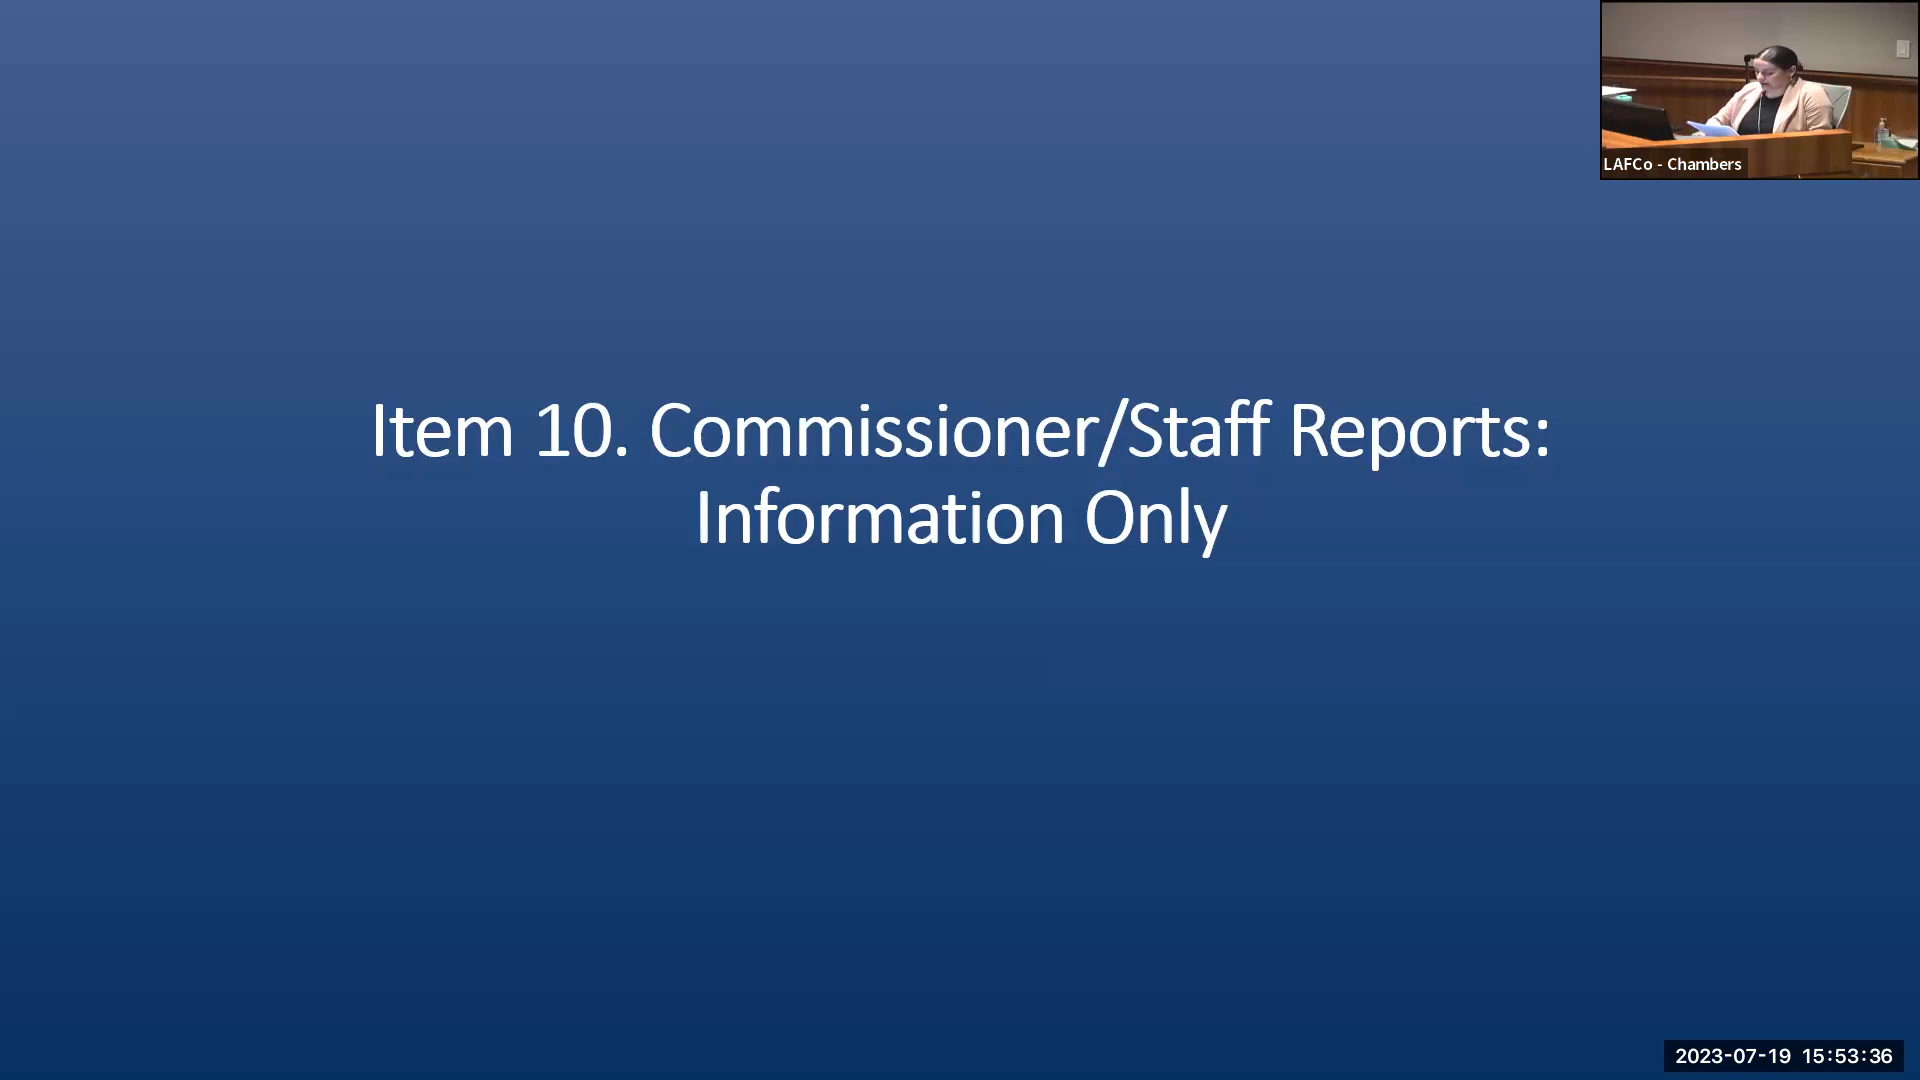 LAFCo - Chambers
Item 10. Commissioner/Staff Reports:
Information Only
2023-07-19 15:53:36